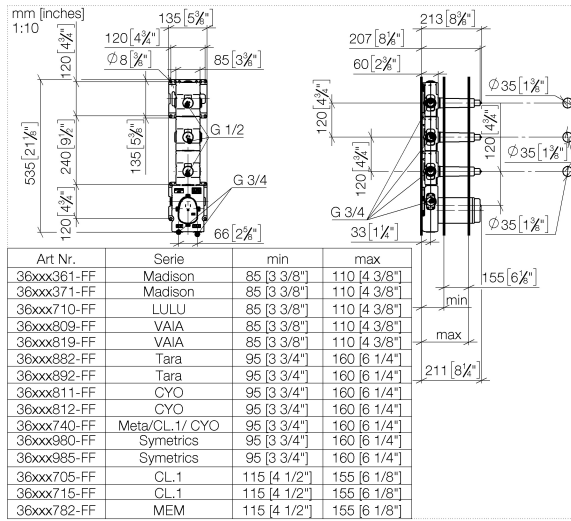 mm [inches]
1:10
135 [5⅜"]
120 [4¾"]
Ø 8 [⅜"]
85 [3⅜"]
120 [4¾"]
535 [21⅛"]
240 [9½"]
120 [4¾"]
135 [5⅜"]
G 1/2
G 3/4
66 [2⅝"]
213 [8⅜"]
207 [8⅛"]
60 [2⅜"]
120 [4¾"]
120 [4¾"]
120 [4¾"]
Ø 35 [1⅜"]
Ø 35 [1⅜"]
Ø 35 [1⅜"]
G 3/4
33 [1¼"]
155 [6⅛"]
min
max
211 [8¼"]
Art Nr. Serie min max
36xxx361-FF Madison 85 [3 3/8"] 110 [4 3/8"]
36xxx371-FF Madison 85 [3 3/8"] 110 [4 3/8"]
36xxx710-FF LULU 85 [3 3/8"] 110 [4 3/8"]
36xxx809-FF VAIA 85 [3 3/8"] 110 [4 3/8"]
36xxx819-FF VAIA 85 [3 3/8"] 110 [4 3/8"]
36xxx882-FF Tara 95 [3 3/4"] 160 [6 1/4"]
36xxx892-FF Tara 95 [3 3/4"] 160 [6 1/4"]
36xxx811-FF CYO 95 [3 3/4"] 160 [6 1/4"]
36xxx812-FF CYO 95 [3 3/4"] 160 [6 1/4"]
36xxx740-FF Meta/CL.1/ CYO 95 [3 3/4"] 160 [6 1/4"]
36xxx980-FF Symetrics 95 [3 3/4"] 160 [6 1/4"]
36xxx985-FF Symetrics 95 [3 3/4"] 160 [6 1/4"]
36xxx705-FF CL.1 115 [4 1/2"] 155 [6 1/8"]
36xxx715-FF CL.1 115 [4 1/2"] 155 [6 1/8"]
36xxx782-FF MEM 115 [4 1/2"] 155 [6 1/8"]